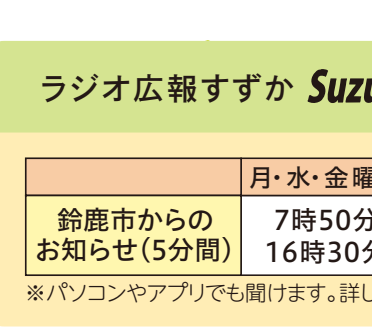 ラジオ広報すずか Suzu
月・水・金曜
鈴鹿市からの
お知らせ(5分間)
7時50分
16時30分
※パソコンやアプリでも聞けます。詳し